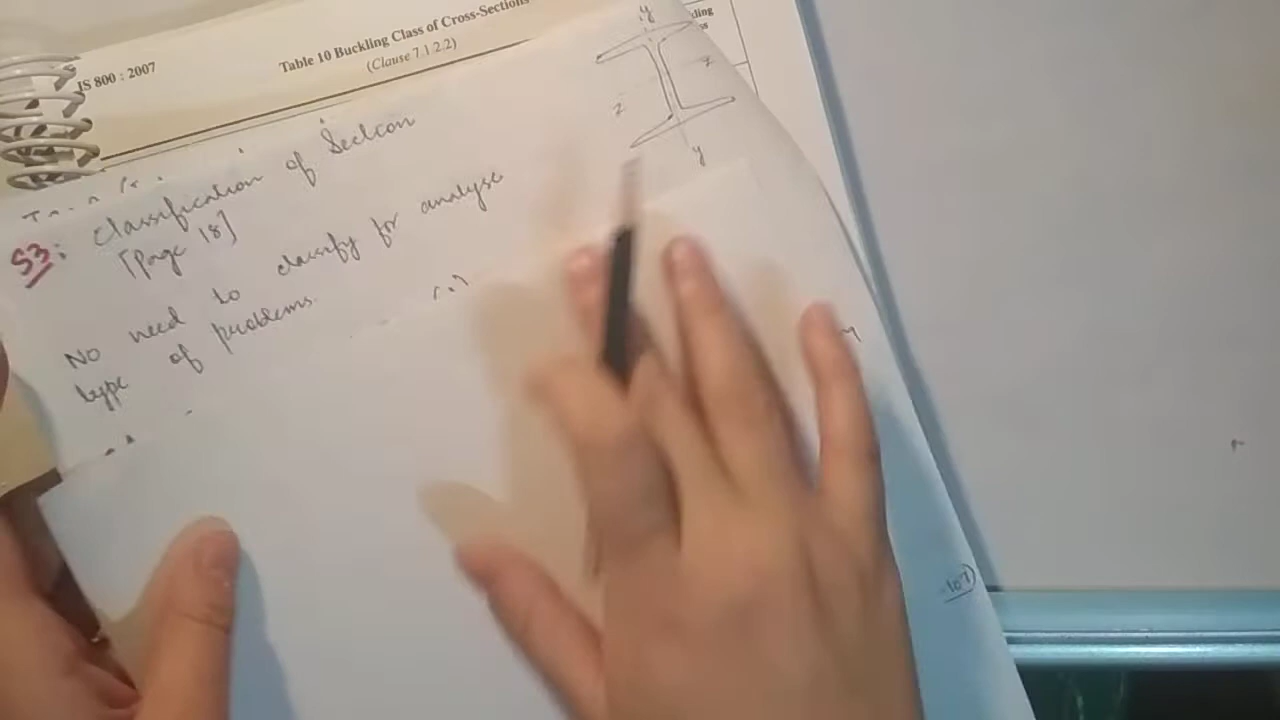 IS 800 : 2007
Table 10 Buckling Class of Cross-Sections
(Clause 7.1.2.2)
y
z
z
y
S3: Classification of Section
[Page 18]
No need to classify for analyse
type of problems.